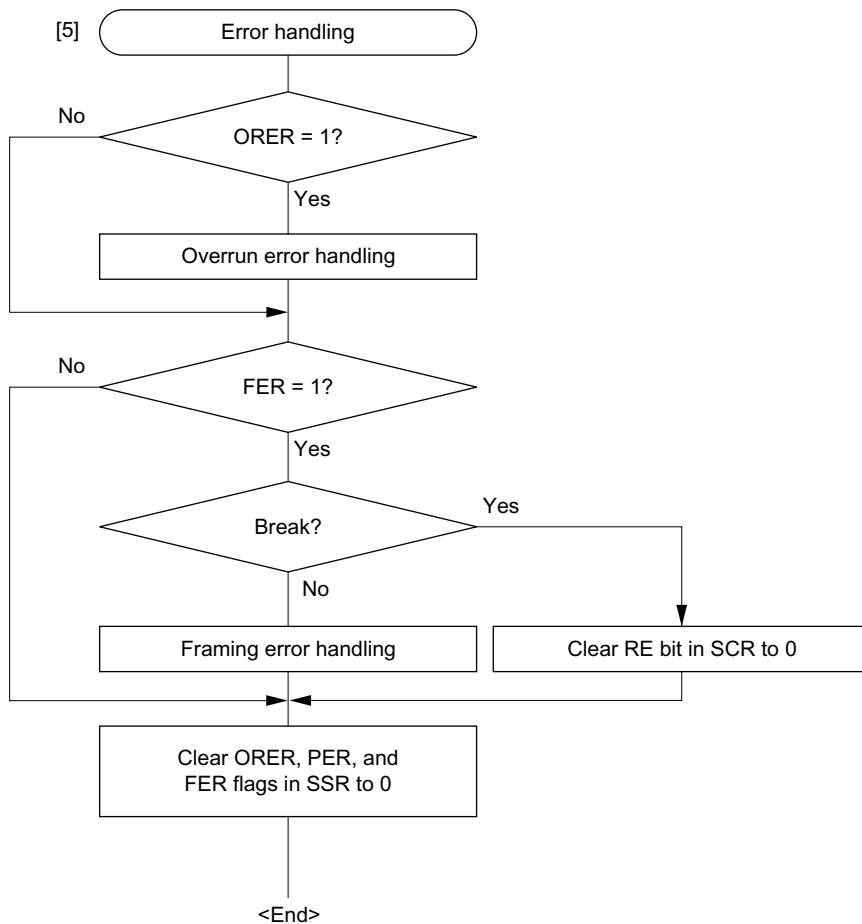 [5]
Error handling
No
ORER = 1?
Yes
Overrun error handling
No
FER = 1?
Yes
Break?
Yes
No
Framing error handling
Clear RE bit in SCR to 0
Clear ORER, PER, and
FER flags in SSR to 0
<End>